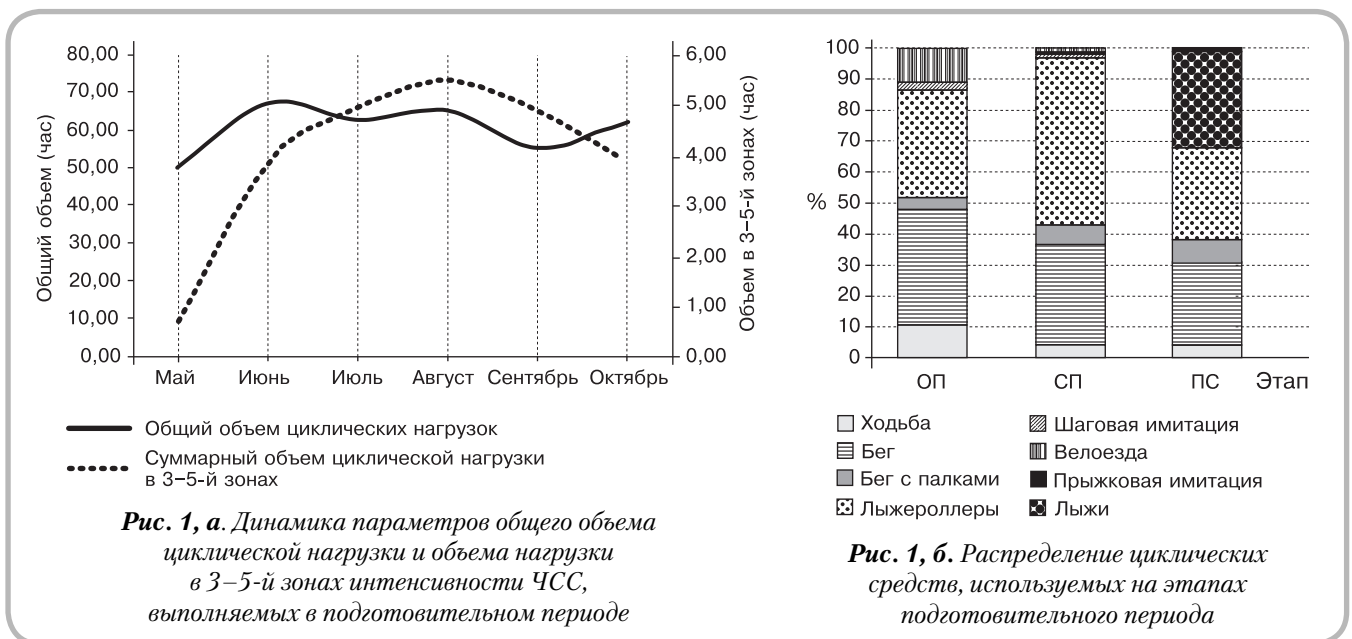 80,00
70,00
60,00
50,00
40,00
30,00
20,00
10,00
0,00
Общий объем (час)
6,00
5,00
4,00
3,00
2,00
1,00
0,00
Объем в 3–5-й зонах (час)
Май Июнь Июль Август Сентябрь Октябрь
Общий объем циклических нагрузок
Суммарный объем циклической нагрузки
в 3–5-й зонах
Рис. 1, а. Динамика параметров общего объема
циклической нагрузки и объема нагрузки
в 3–5-й зонах интенсивности ЧСС,
выполняемых в подготовительном периоде
100
90
80
70
60
50
40
30
20
10
0
%
ОП СП ПС Этап
Ходьба
Бег
Бег с палками
Лыжероллеры
Шаговая имитация
Велоезда
Прыжковая имитация
Лыжи
Рис. 1, б. Распределение циклических
средств, используемых на этапах
подготовительного периода